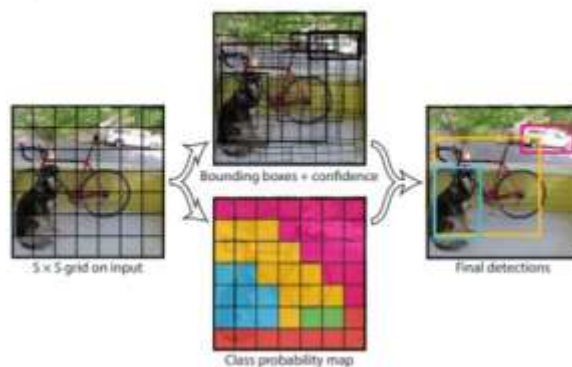 Bounding boxes + confidence
S × S grid on input
Final detections
Class probability map